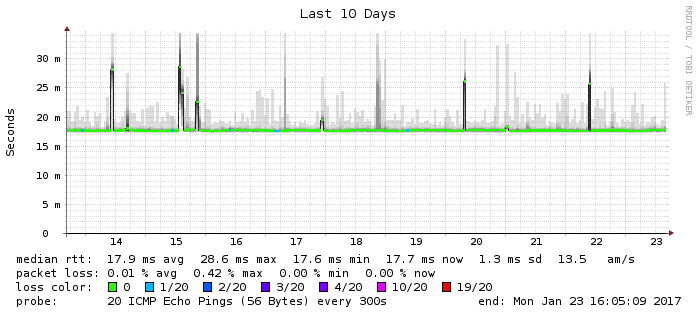 Last 10 Days
RRDTOOL / TOBI OETIKER
Seconds
30 m
25 m
20 m
15 m
10 m
5 m
0
14 15 16 17 18 19 20 21 22 23
median rtt: 17.9 ms avg 28.6 ms max 17.6 ms min 17.7 ms now 1.3 ms sd 13.5 am/s
packet loss: 0.01 % avg 0.42 % max 0.00 % min 0.00 % now
loss color: 0 1/20 2/20 3/20 4/20 10/20 19/20
probe: 20 ICMP Echo Pings (56 Bytes) every 300s end: Mon Jan 23 16:05:09 2017